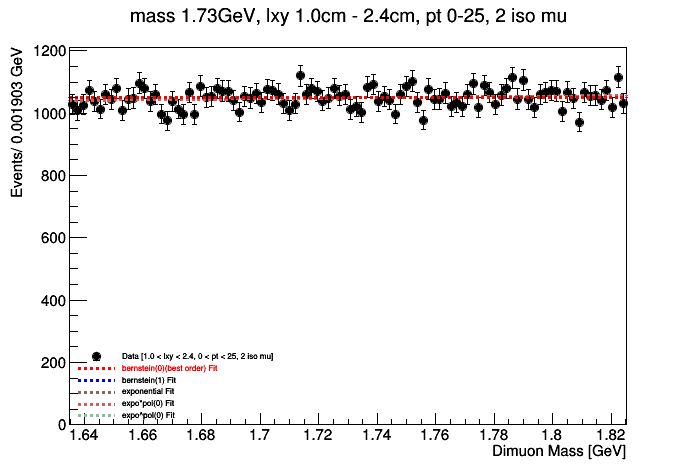 mass 1.73GeV, lxy 1.0cm - 2.4cm, pt 0-25, 2 iso mu
Events/ 0.001903 GeV
1200
1000
800
600
400
200
0
Data [1.0 < lxy < 2.4, 0 < pt < 25, 2 iso mu]
bernstein(0)(best order) Fit
bernstein(1) Fit
exponential Fit
expo*pol(0) Fit
expo*pol(0) Fit
1.64 1.66 1.68 1.7 1.72 1.74 1.76 1.78 1.8 1.82
Dimuon Mass [GeV]